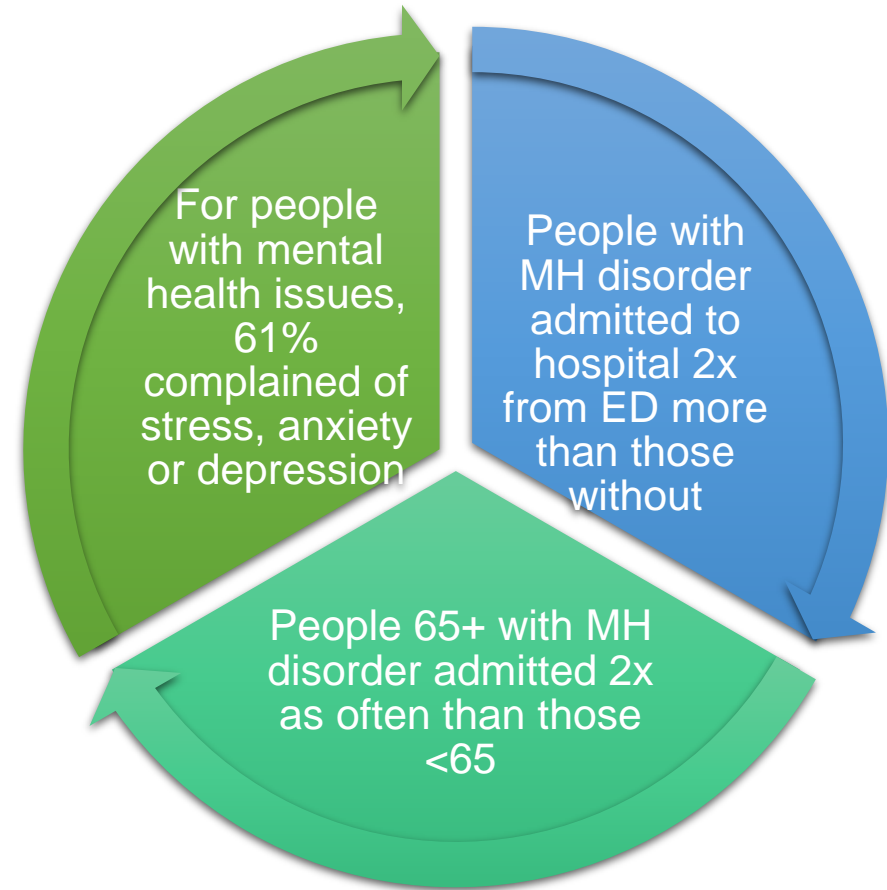 For people
with mental
health issues,
61%
complained of
stress, anxiety
or depression
People with
MH disorder
admitted to
hospital 2x
from ED more
than those
without
People 65+ with MH
disorder admitted 2x
as often than those
<65